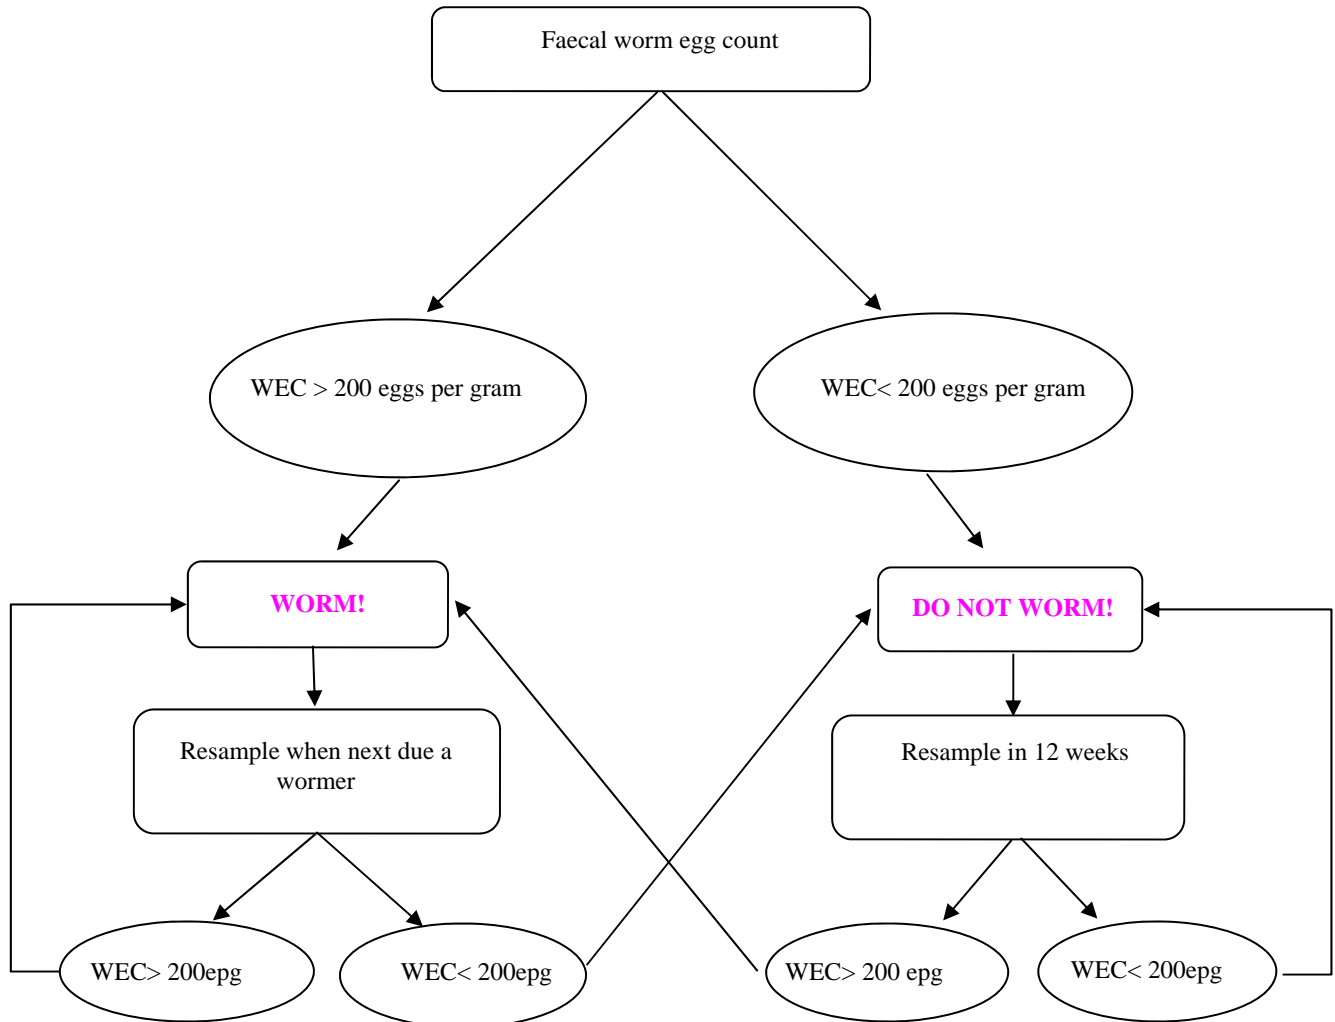 Faecal worm egg count
WEC > 200 eggs per gram
WEC< 200 eggs per gram
WORM!
DO NOT WORM!
Resample when next due a
wormer
Resample in 12 weeks
WEC> 200epg
WEC< 200epg
WEC> 200 epg
WEC< 200epg